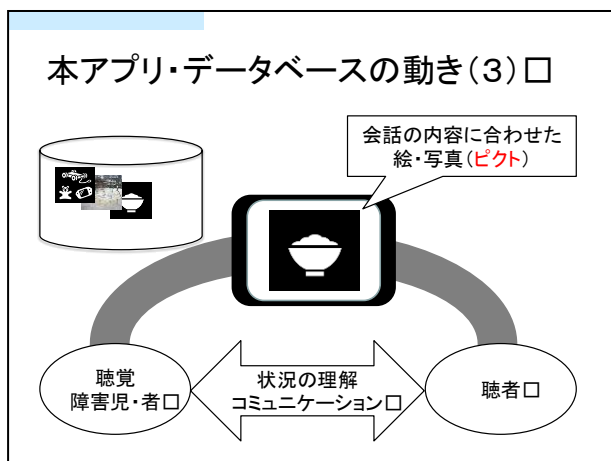 本アプリ・データベースの動き(3)□
会話の内容に合わせた
絵・写真(ピクト)
聴覚
障害児・者□
状況の理解
コミュニケーション□
聴者□